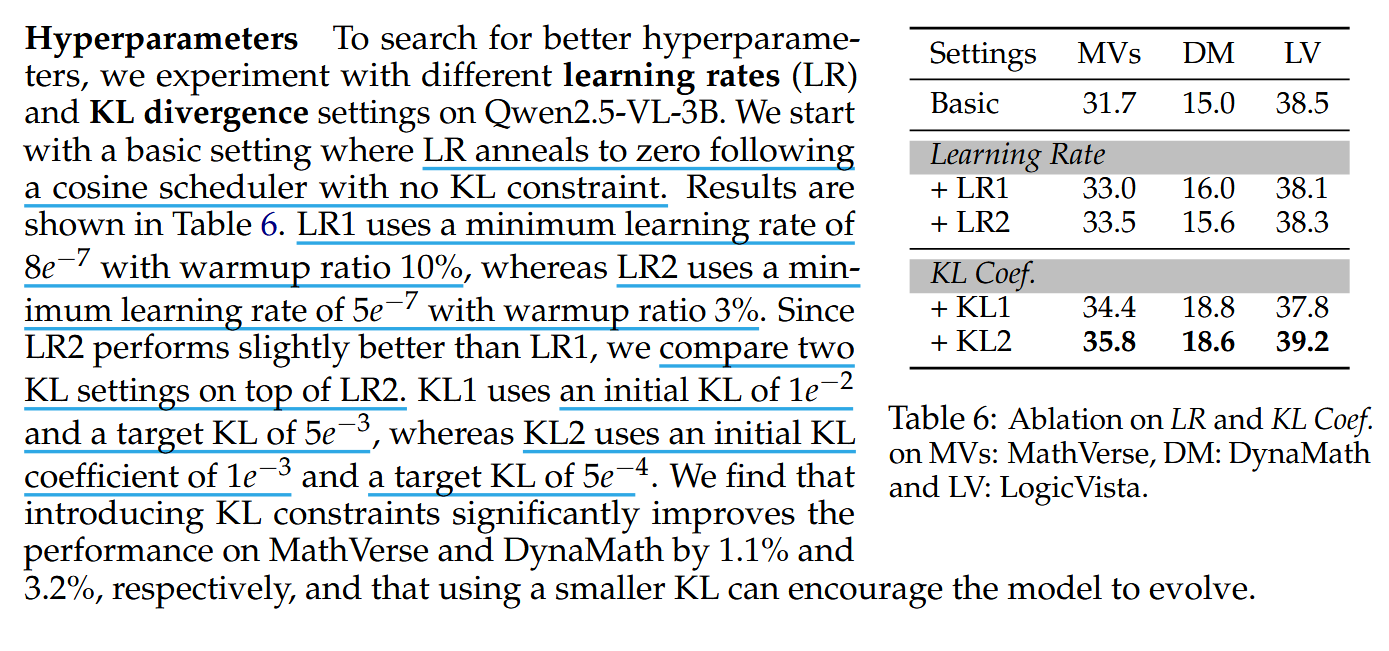 Hyperparameters To search for better hyperparame-
ters, we experiment with different learning rates (LR)
and KL divergence settings on Qwen2.5-VL-3B. We start
with a basic setting where LR anneals to zero following
a cosine scheduler with no KL constraint. Results are
shown in Table 6. LR1 uses a minimum learning rate of
8e⁻⁷ with warmup ratio 10%, whereas LR2 uses a min-
imum learning rate of 5e⁻⁷ with warmup ratio 3%. Since
LR2 performs slightly better than LR1, we compare two
KL settings on top of LR2. KL1 uses an initial KL of 1e⁻²
and a target KL of 5e⁻³, whereas KL2 uses an initial KL
coefficient of 1e⁻³ and a target KL of 5e⁻⁴. We find that
introducing KL constraints significantly improves the
performance on MathVerse and DynaMath by 1.1% and
3.2%, respectively, and that using a smaller KL can encourage the model to evolve.
Settings MVs DM LV
Basic 31.7 15.0 38.5
Learning Rate
+ LR1 33.0 16.0 38.1
+ LR2 33.5 15.6 38.3
KL Coef.
+ KL1 34.4 18.8 37.8
+ KL2 35.8 18.6 39.2
Table 6: Ablation on LR and KL Coef.
on MVs: MathVerse, DM: DynaMath
and LV: LogicVista.